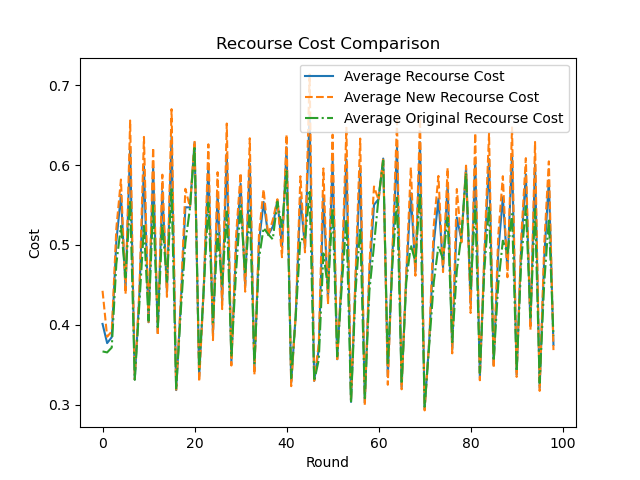 Recourse Cost Comparison
Average Recourse Cost
Average New Recourse Cost
Average Original Recourse Cost
Cost
0.7
0.6
0.5
0.4
0.3
0
20
40
60
80
100
Round